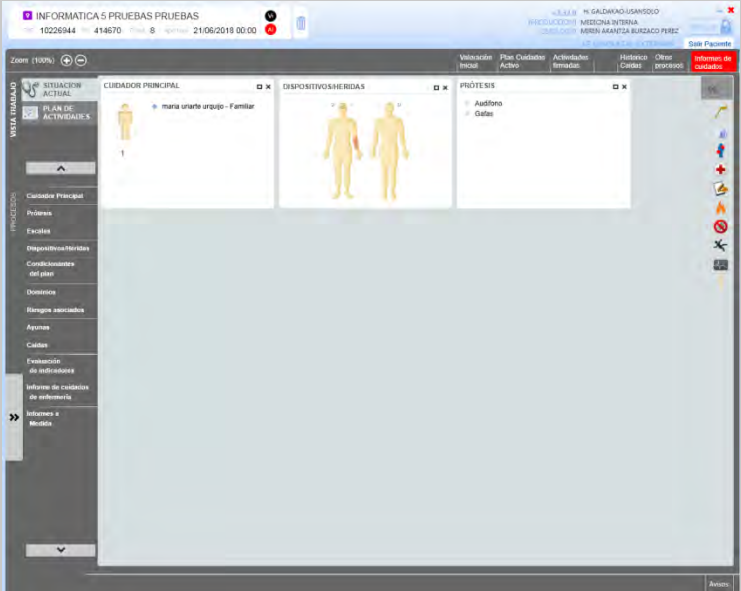 INFORMATICA 5 PRUEBAS PRUEBAS
VI
H. GALDAKAO-USANSOLO
MEDICINA INTERNA
10226944
414670
8
21/06/2018 00:00
AI
MIREN ARANTZA BURZACO PEREZ
Salir Paciente
Zoom (100%)
Valoración Inicial
Plan Cuidados Activo
Actividades firmadas
Histórico Caídas
Otros procesos
Informes de cuidados
VISTA TRABAJO
SITUACION ACTUAL
PLAN DE ACTIVIDADES
PROCESOS
Cuidador Principal
Prótesis
Escalas
Dispositivos/Heridas
Condicionantes del plan
Dominios
Riesgos asociados
Ayunas
Caídas
Evaluación de indicadores
Informe de cuidados de enfermería
Informes a Medida
CUIDADOR PRINCIPAL
maria uriarte urquijo - Familiar
1
DISPOSITIVOS/HERIDAS
PRÓTESIS
Audífono
Gafas
Avisos